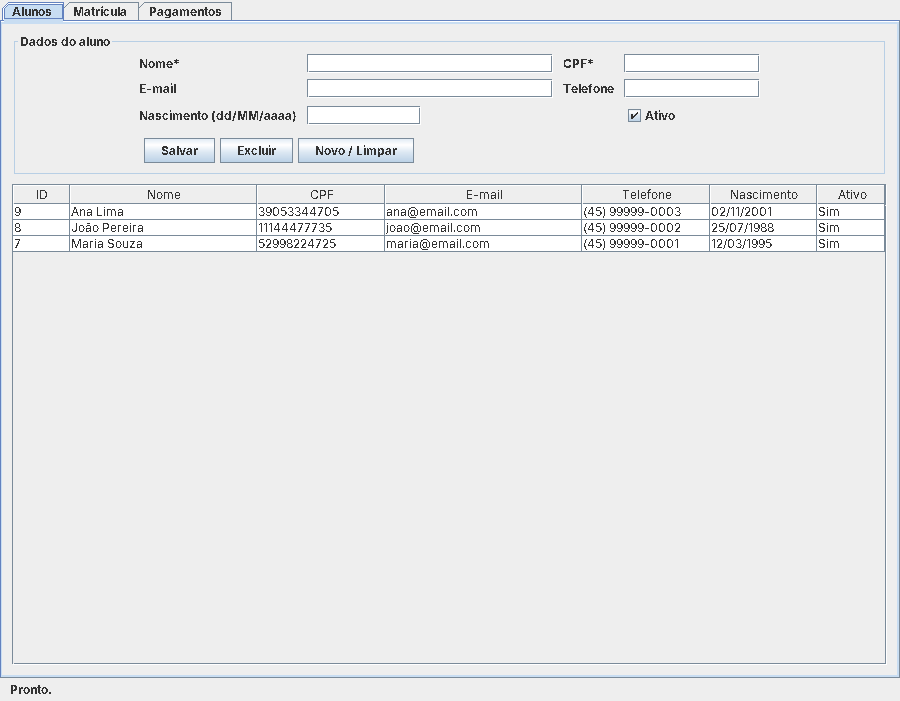 Alunos Matrícula Pagamentos
Dados do aluno
Nome* CPF*
E-mail Telefone
Nascimento (dd/MM/aaaa) Ativo
Salvar Excluir Novo / Limpar
ID Nome CPF E-mail Telefone Nascimento Ativo
9 Ana Lima 39053344705 ana@email.com (45) 99999-0003 02/11/2001 Sim
8 João Pereira 11144477735 joao@email.com (45) 99999-0002 25/07/1988 Sim
7 Maria Souza 52998224725 maria@email.com (45) 99999-0001 12/03/1995 Sim
Pronto.